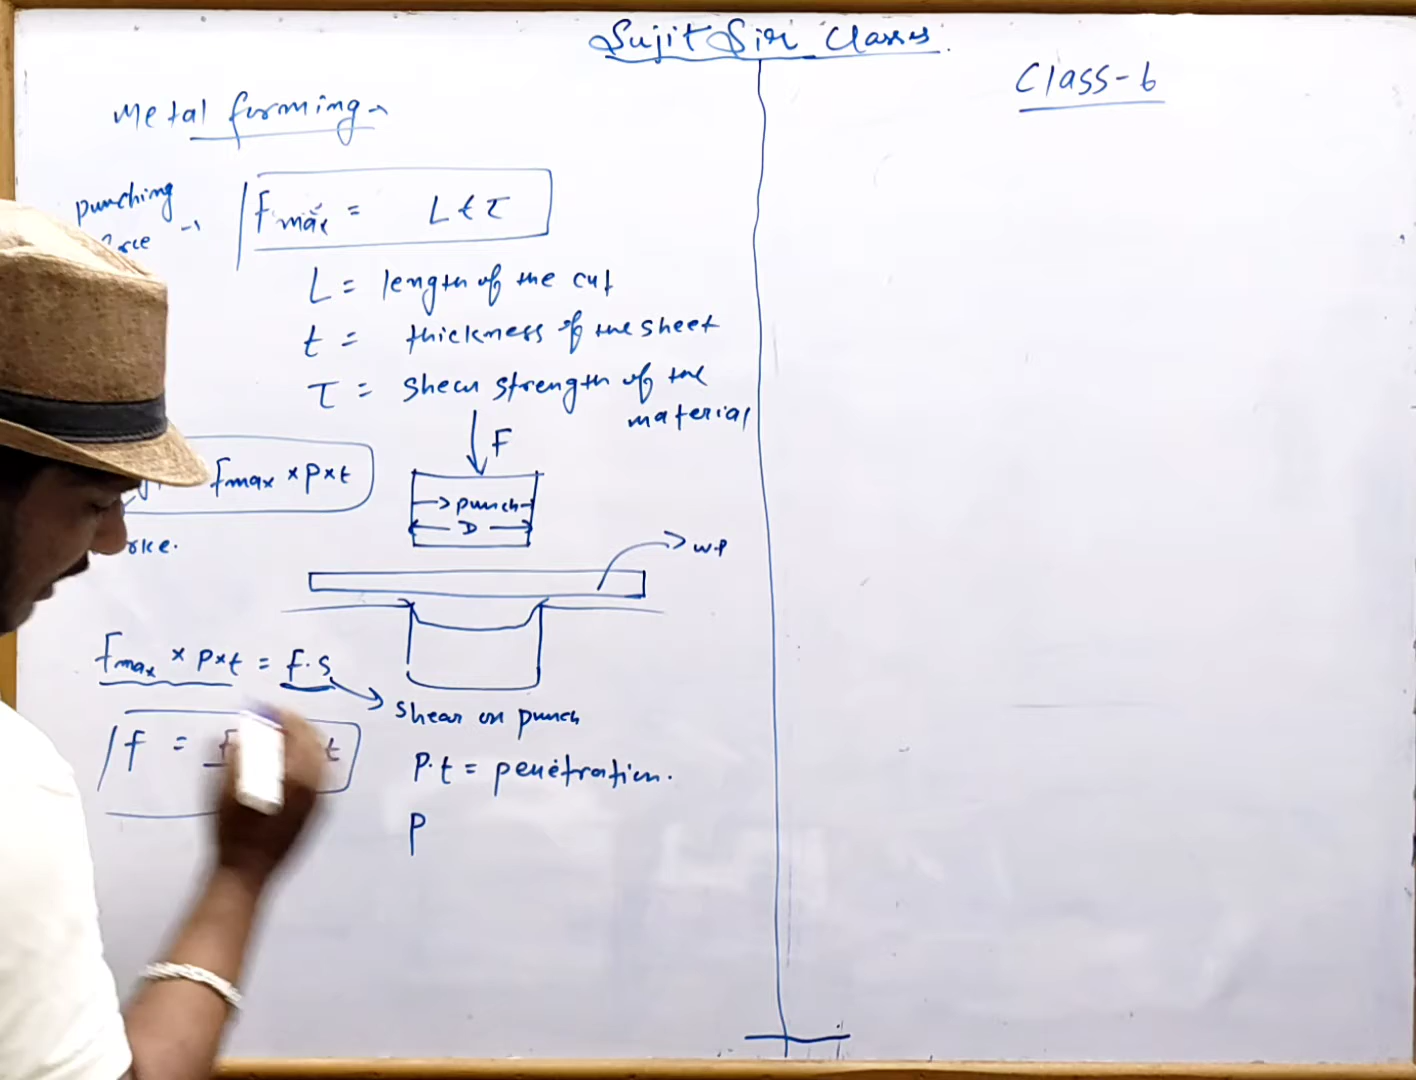 Sujit Sir Classes.
Class-6
Metal forming
punching
Fmax = L t τ
L = length of the cut
t = thickness of the sheet
τ = shear strength of the
material
F
Fmax × p×t
punch
D
W.P
Fmax × p×t = F.S
shear on punch
F =
t
P.t = penetration.
P